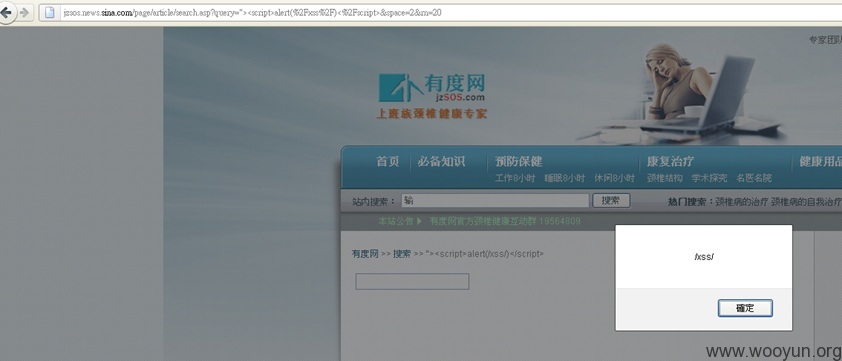 jzsos.news.sina.com/page/article/search.asp?query="><script>alert(%2Fxss%2F)<%2Fscript>&space=2&rn=20
专家团队
有度网
jzSOS.com
上班族颈椎健康专家
首页 必备知识 预防保健 康复治疗 健康用品
工作8小时 睡眠8小时 休闲8小时 颈椎结构 学术探究 名医名院
站内搜索： 输 搜索 热门搜索：颈椎病的治疗 颈椎病的自我治疗
本站公告 有度网官方颈椎健康互动群 19564909
有度网 >> 搜索 >> "><script>alert(/xss/)</script>
/xss/
確定
www.wooyun.org